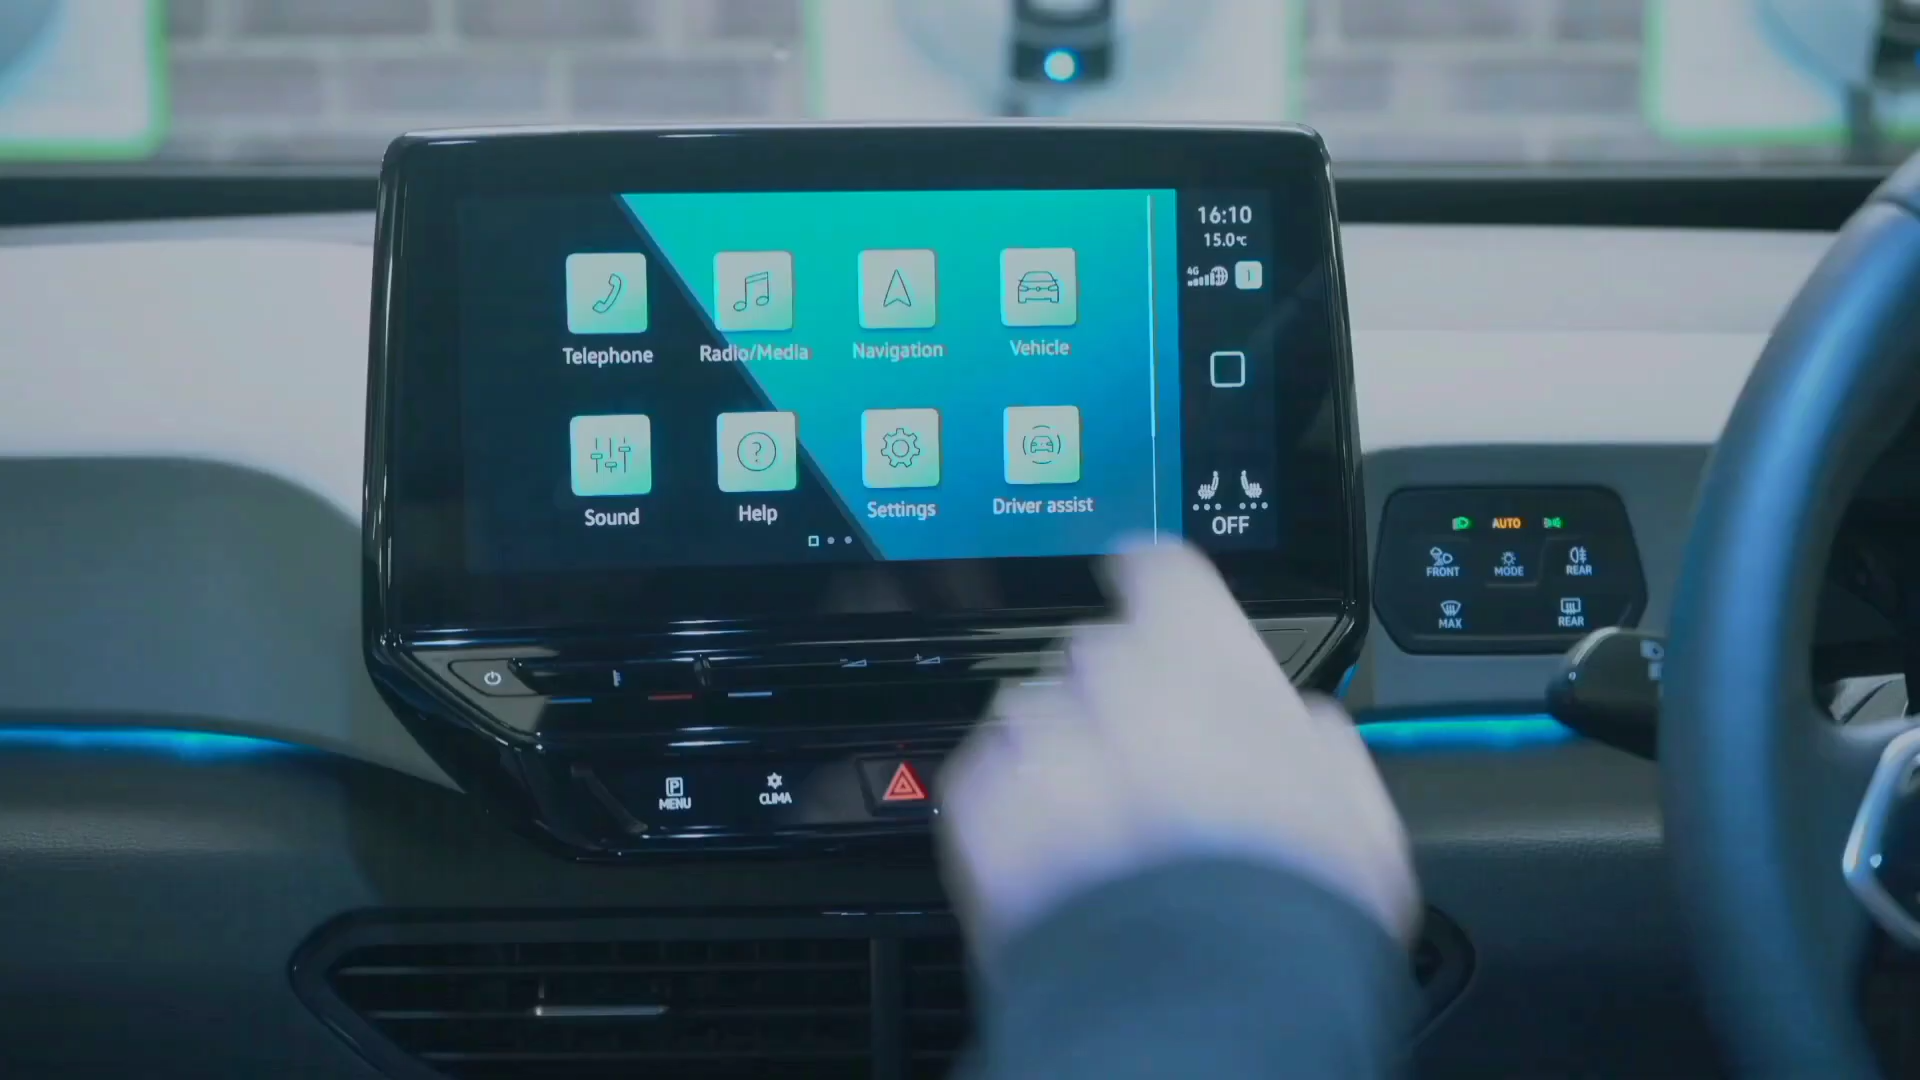 16:10
15.0°C
4G
Telephone
Radio/Media
Navigation
Vehicle
Sound
Help
Settings
Driver assist
OFF
AUTO
FRONT
MODE
REAR
MAX
REAR
P
MENU
CLIMA